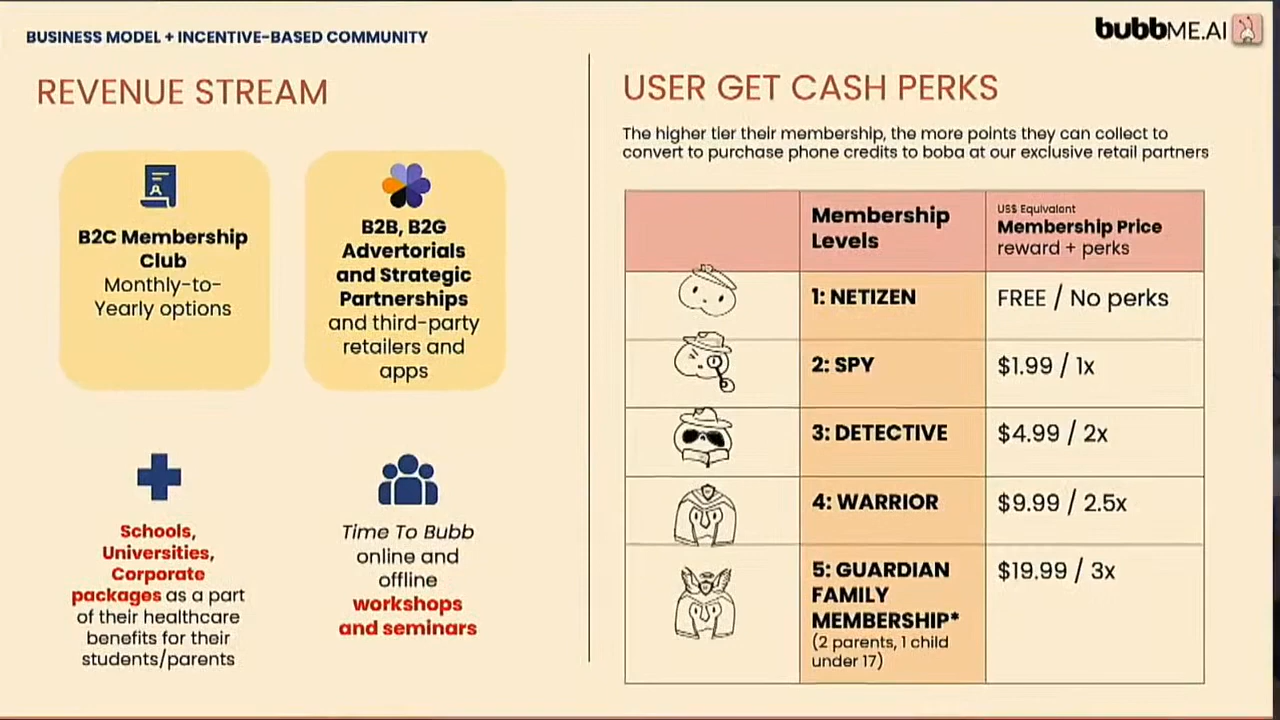 BUSINESS MODEL + INCENTIVE-BASED COMMUNITY
bubbME.AI
REVENUE STREAM
A
B2C Membership
Club
Monthly-to-
Yearly options
B2B, B2G
Advertorials
and Strategic
Partnerships
and third-party
retailers and
apps
Schools,
Universities,
Corporate
packages as a part
of their healthcare
benefits for their
students/parents
Time To Bubb
online and
offline
workshops
and seminars
USER GET CASH PERKS
The higher tier their membership, the more points they can collect to
convert to purchase phone credits to boba at our exclusive retail partners
Membership
Levels
US$ Equivalent
Membership Price
reward + perks
1: NETIZEN
FREE / No perks
2: SPY
$1.99 / 1x
3: DETECTIVE
$4.99 / 2x
4: WARRIOR
$9.99 / 2.5x
5: GUARDIAN
FAMILY
MEMBERSHIP*
(2 parents, 1 child
under 17)
$19.99 / 3x